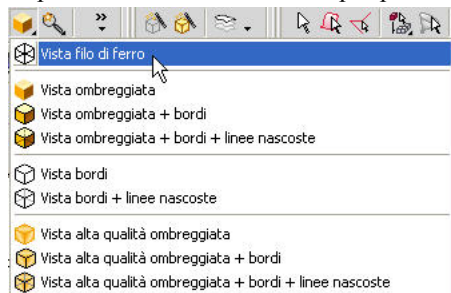 Vista filo di ferro
Vista ombreggiata
Vista ombreggiata + bordi
Vista ombreggiata + bordi + linee nascoste
Vista bordi
Vista bordi + linee nascoste
Vista alta qualità ombreggiata
Vista alta qualità ombreggiata + bordi
Vista alta qualità ombreggiata + bordi + linee nascoste